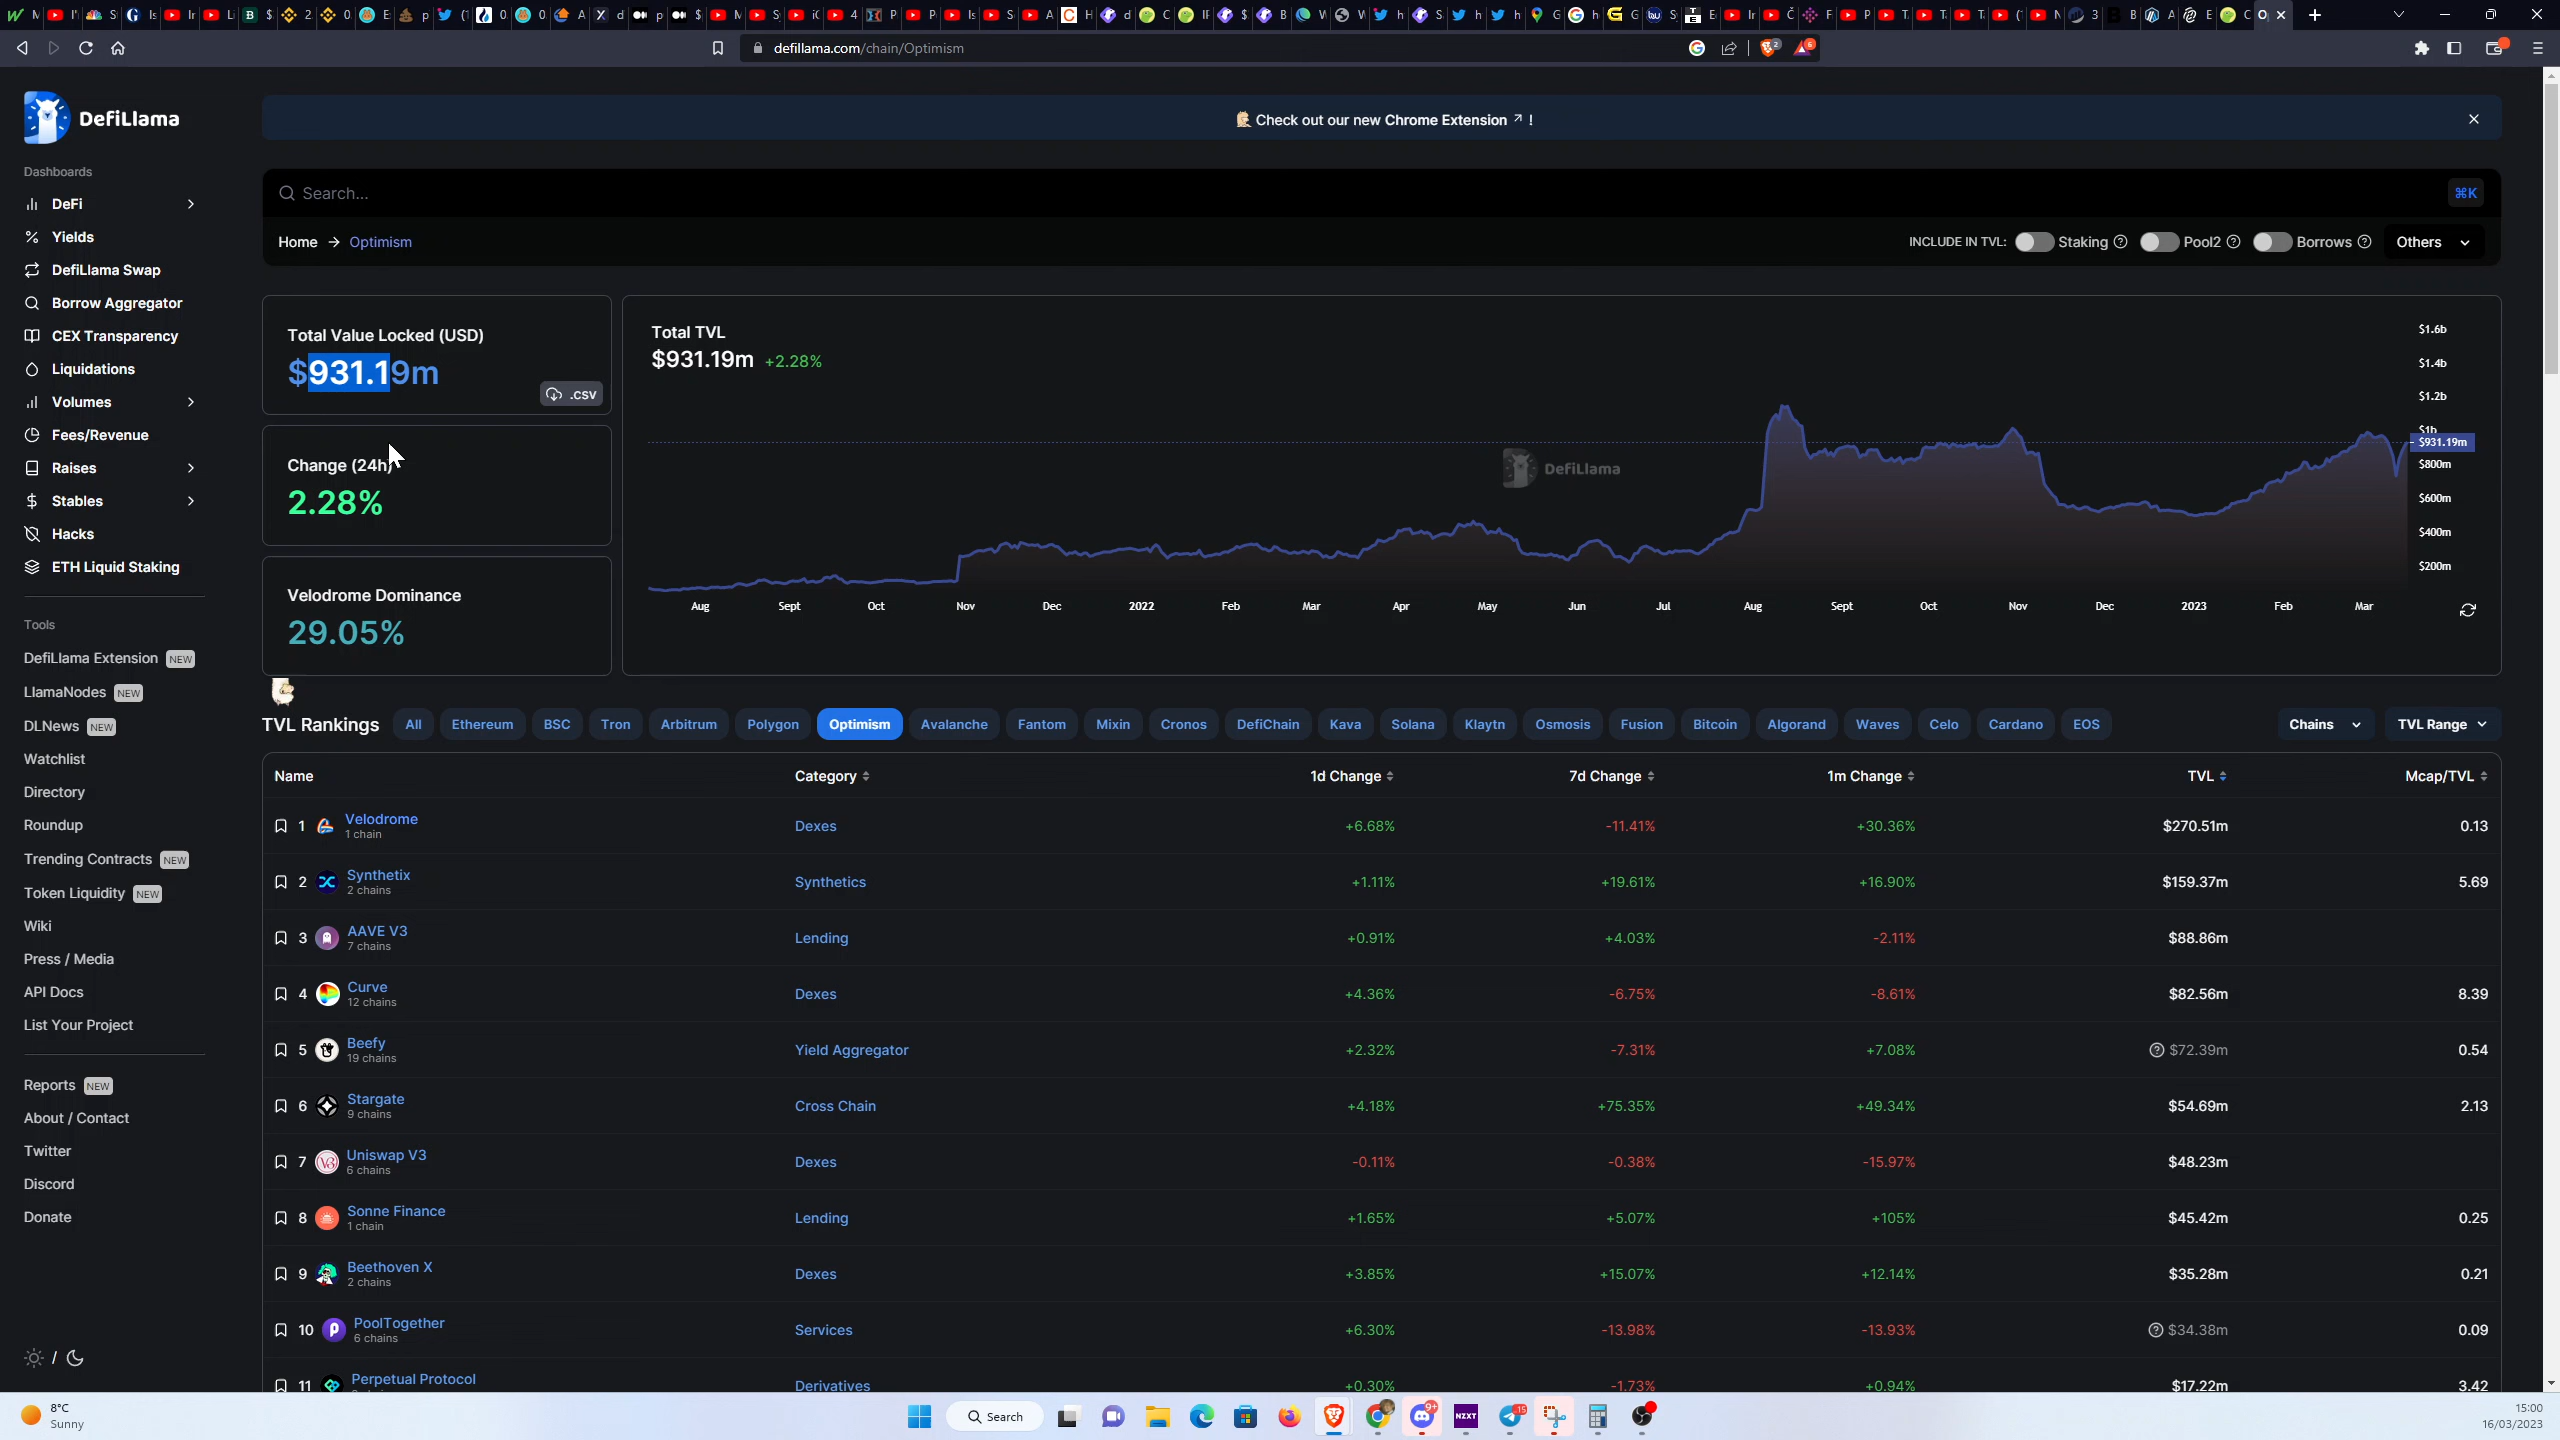 defillama.com/chain/Optimism
DefiLlama
Check out our new Chrome Extension ↗ !
Dashboards
DeFi
Yields
DefiLlama Swap
Borrow Aggregator
CEX Transparency
Liquidations
Volumes
Fees/Revenue
Raises
Stables
Hacks
ETH Liquid Staking
Tools
DefiLlama Extension NEW
LlamaNodes NEW
DLNews NEW
Watchlist
Directory
Roundup
Trending Contracts NEW
Token Liquidity NEW
Wiki
Press / Media
API Docs
List Your Project
Reports NEW
About / Contact
Twitter
Discord
Donate
Search...
⌘K
Home → Optimism
INCLUDE IN TVL: Staking Pool2 Borrows Others
Total Value Locked (USD)
$931.19m
.csv
Change (24h)
2.28%
Velodrome Dominance
29.05%
Total TVL
$931.19m +2.28%
DefiLlama
$1.6b
$1.4b
$1.2b
$1b
$931.19m
$800m
$600m
$400m
$200m
Aug Sept Oct Nov Dec 2022 Feb Mar Apr May Jun Jul Aug Sept Oct Nov Dec 2023 Feb Mar
TVL Rankings All Ethereum BSC Tron Arbitrum Polygon Optimism Avalanche Fantom Mixin Cronos DefiChain Kava Solana Klaytn Osmosis Fusion Bitcoin Algorand Waves Celo Cardano EOS Chains TVL Range
Name Category 1d Change 7d Change 1m Change TVL Mcap/TVL
1 Velodrome Dexes +6.68% -11.41% +30.36% $270.51m 0.13
1 chain
2 Synthetix Synthetics +1.11% +19.61% +16.90% $159.37m 5.69
2 chains
3 AAVE V3 Lending +0.91% +4.03% -2.11% $88.86m
7 chains
4 Curve Dexes +4.36% -6.75% -8.61% $82.56m 8.39
12 chains
5 Beefy Yield Aggregator +2.32% -7.31% +7.08% $72.39m 0.54
19 chains
6 Stargate Cross Chain +4.18% +75.35% +49.34% $54.69m 2.13
9 chains
7 Uniswap V3 Dexes -0.11% -0.38% -15.97% $48.23m
6 chains
8 Sonne Finance Lending +1.65% +5.07% +105% $45.42m 0.25
1 chain
9 Beethoven X Dexes +3.85% +15.07% +12.14% $35.28m 0.21
2 chains
10 PoolTogether Services +6.30% -13.98% -13.93% $34.38m 0.09
6 chains
11 Perpetual Protocol Derivatives +0.30% -1.73% +0.94% $17.22m 3.42
8°C
Sunny
Search
15:00
16/03/2023